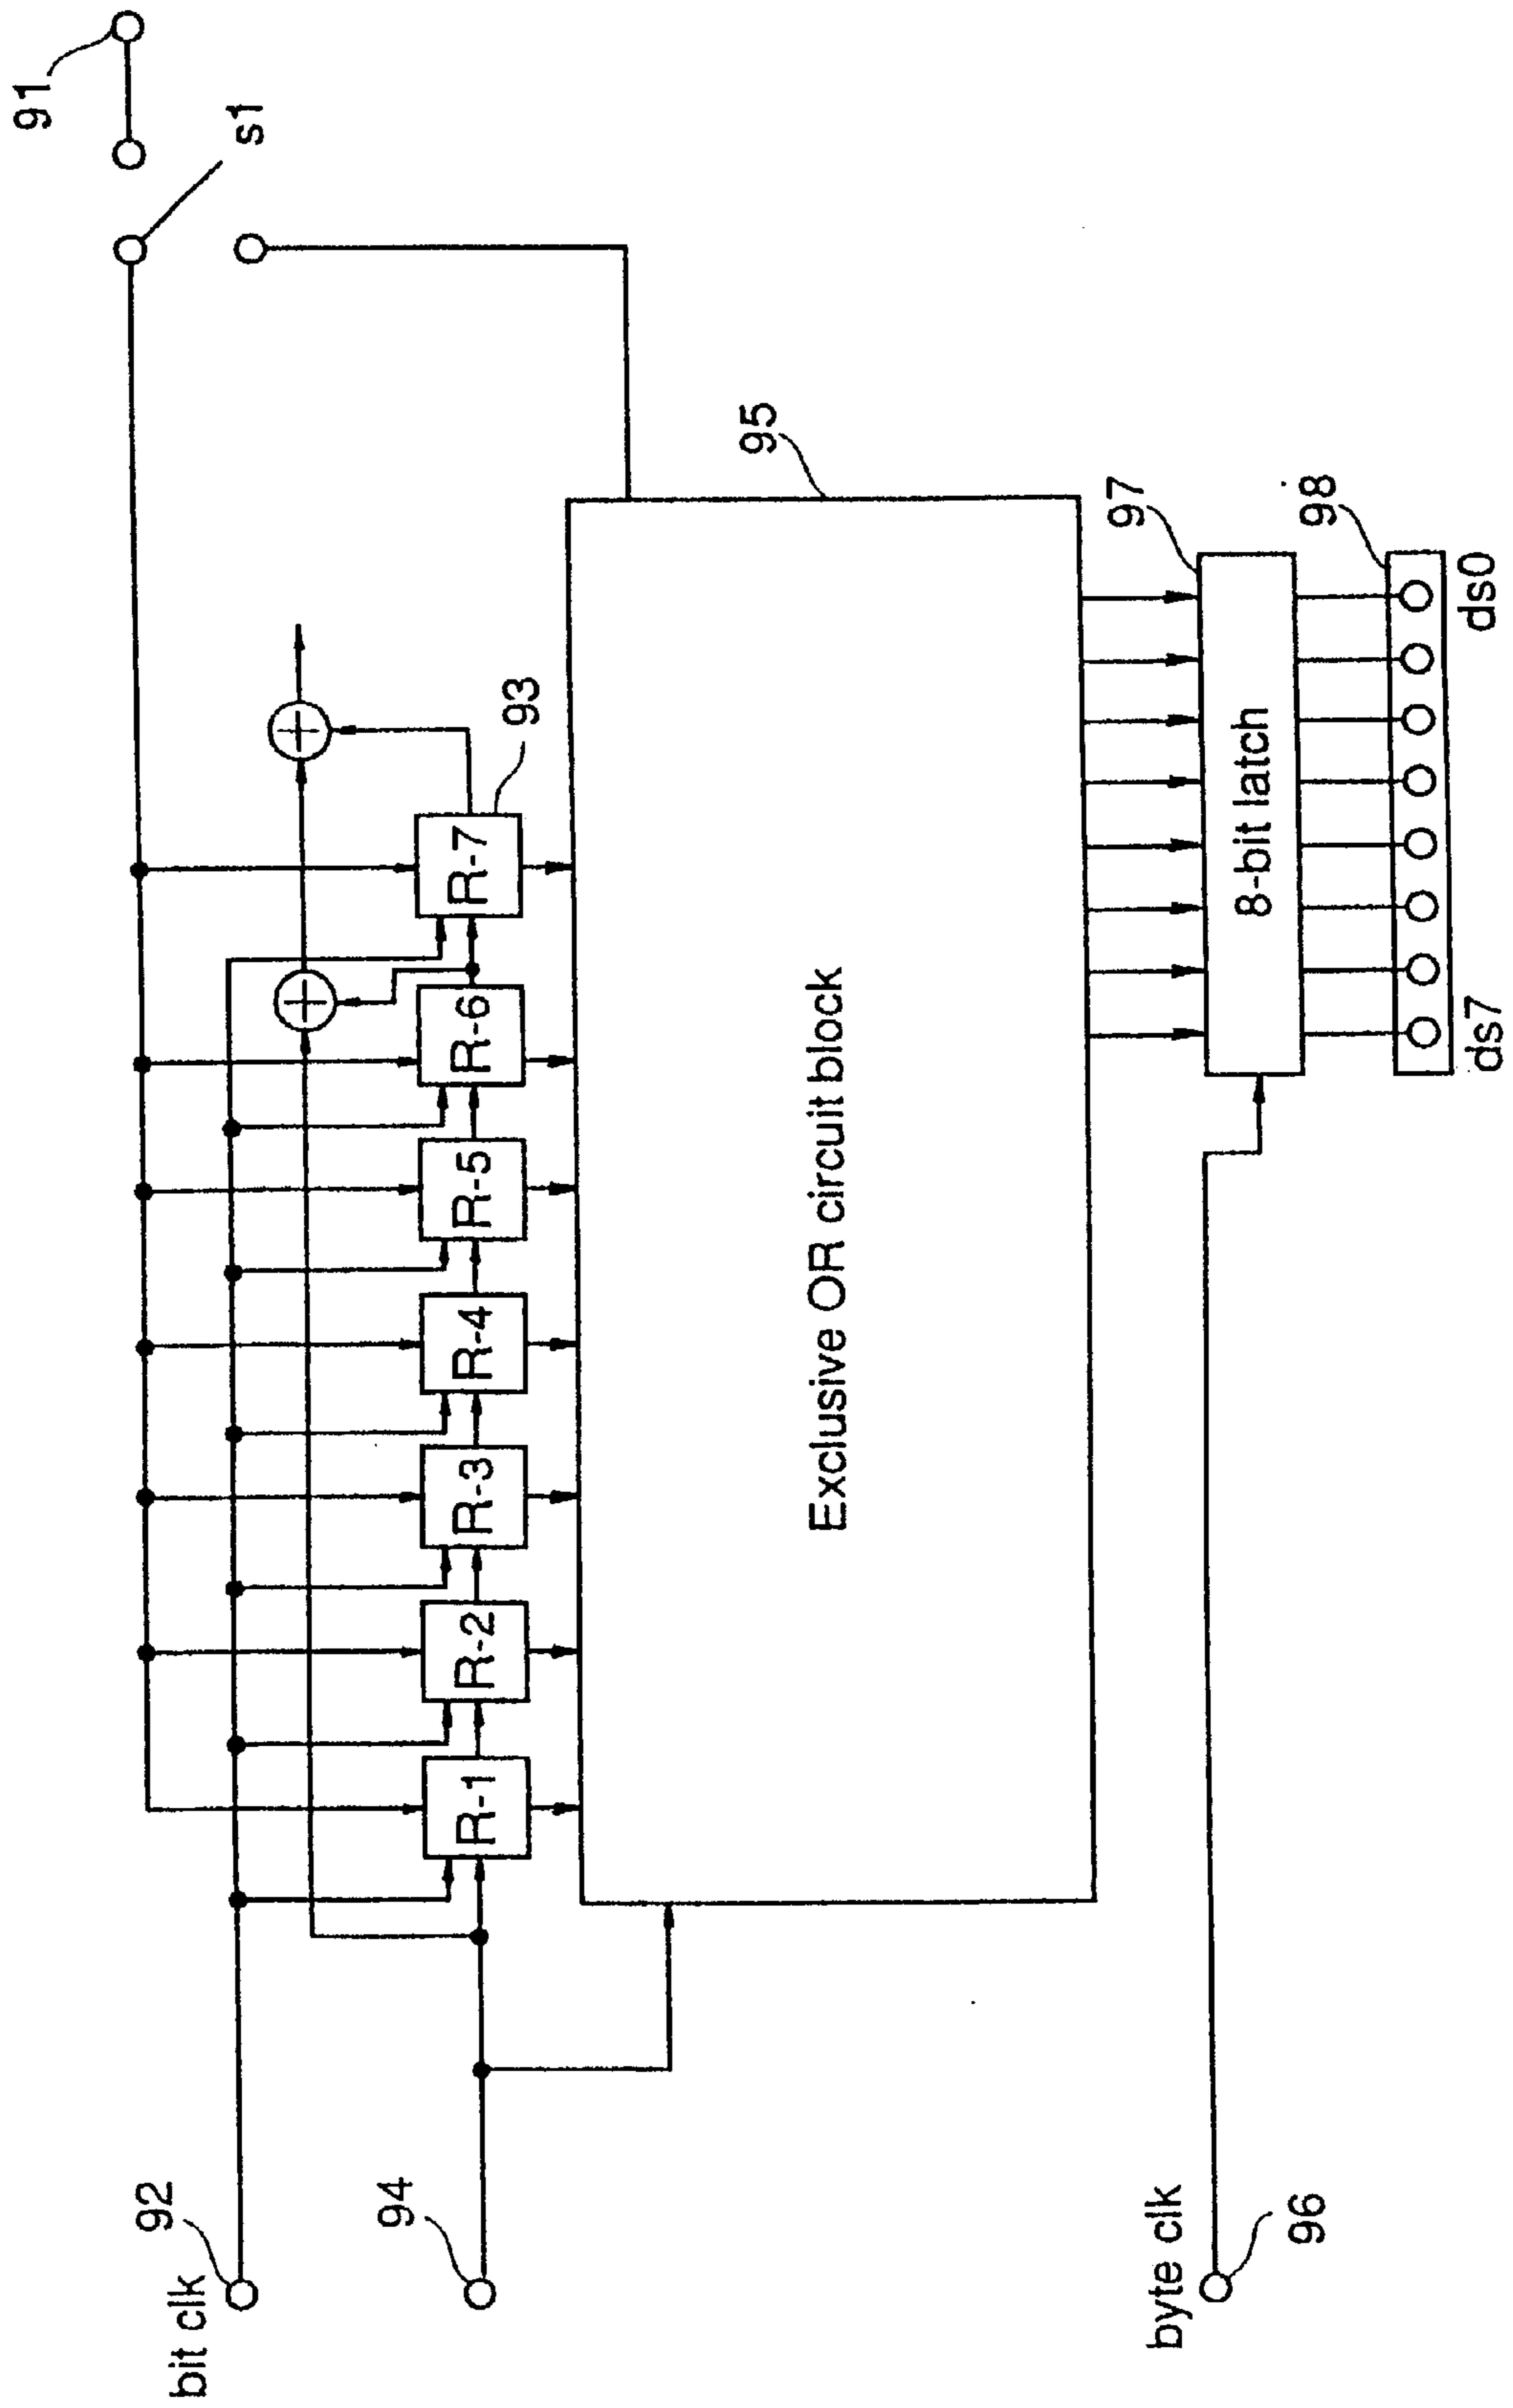 91
s1
bit clk
92
93
R-1
R-2
R-3
R-4
R-5
R-6
R-7
94
95
Exclusive OR circuit block
97
8-bit latch
98
ds7
ds0
byte clk
96